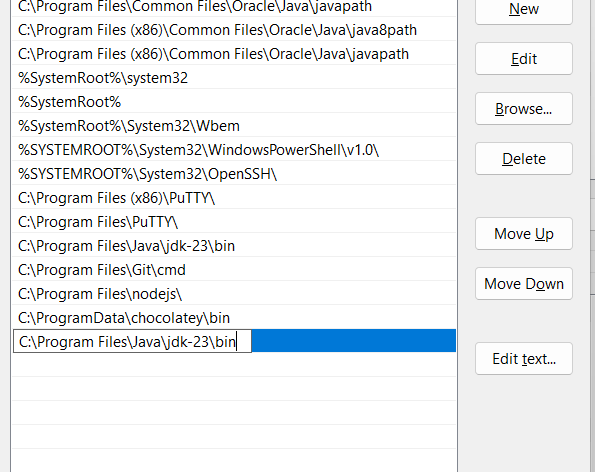 C:\Program Files\Common Files\Oracle\Java\javapath
C:\Program Files (x86)\Common Files\Oracle\Java\java8path
C:\Program Files (x86)\Common Files\Oracle\Java\javapath
%SystemRoot%\system32
%SystemRoot%
%SystemRoot%\System32\Wbem
%SYSTEMROOT%\System32\WindowsPowerShell\v1.0\
%SYSTEMROOT%\System32\OpenSSH\
C:\Program Files (x86)\PuTTY\
C:\Program Files\PuTTY\
C:\Program Files\Java\jdk-23\bin
C:\Program Files\Git\cmd
C:\Program Files\nodejs\
C:\ProgramData\chocolatey\bin
C:\Program Files\Java\jdk-23\bin
New
Edit
Browse...
Delete
Move Up
Move Down
Edit text...